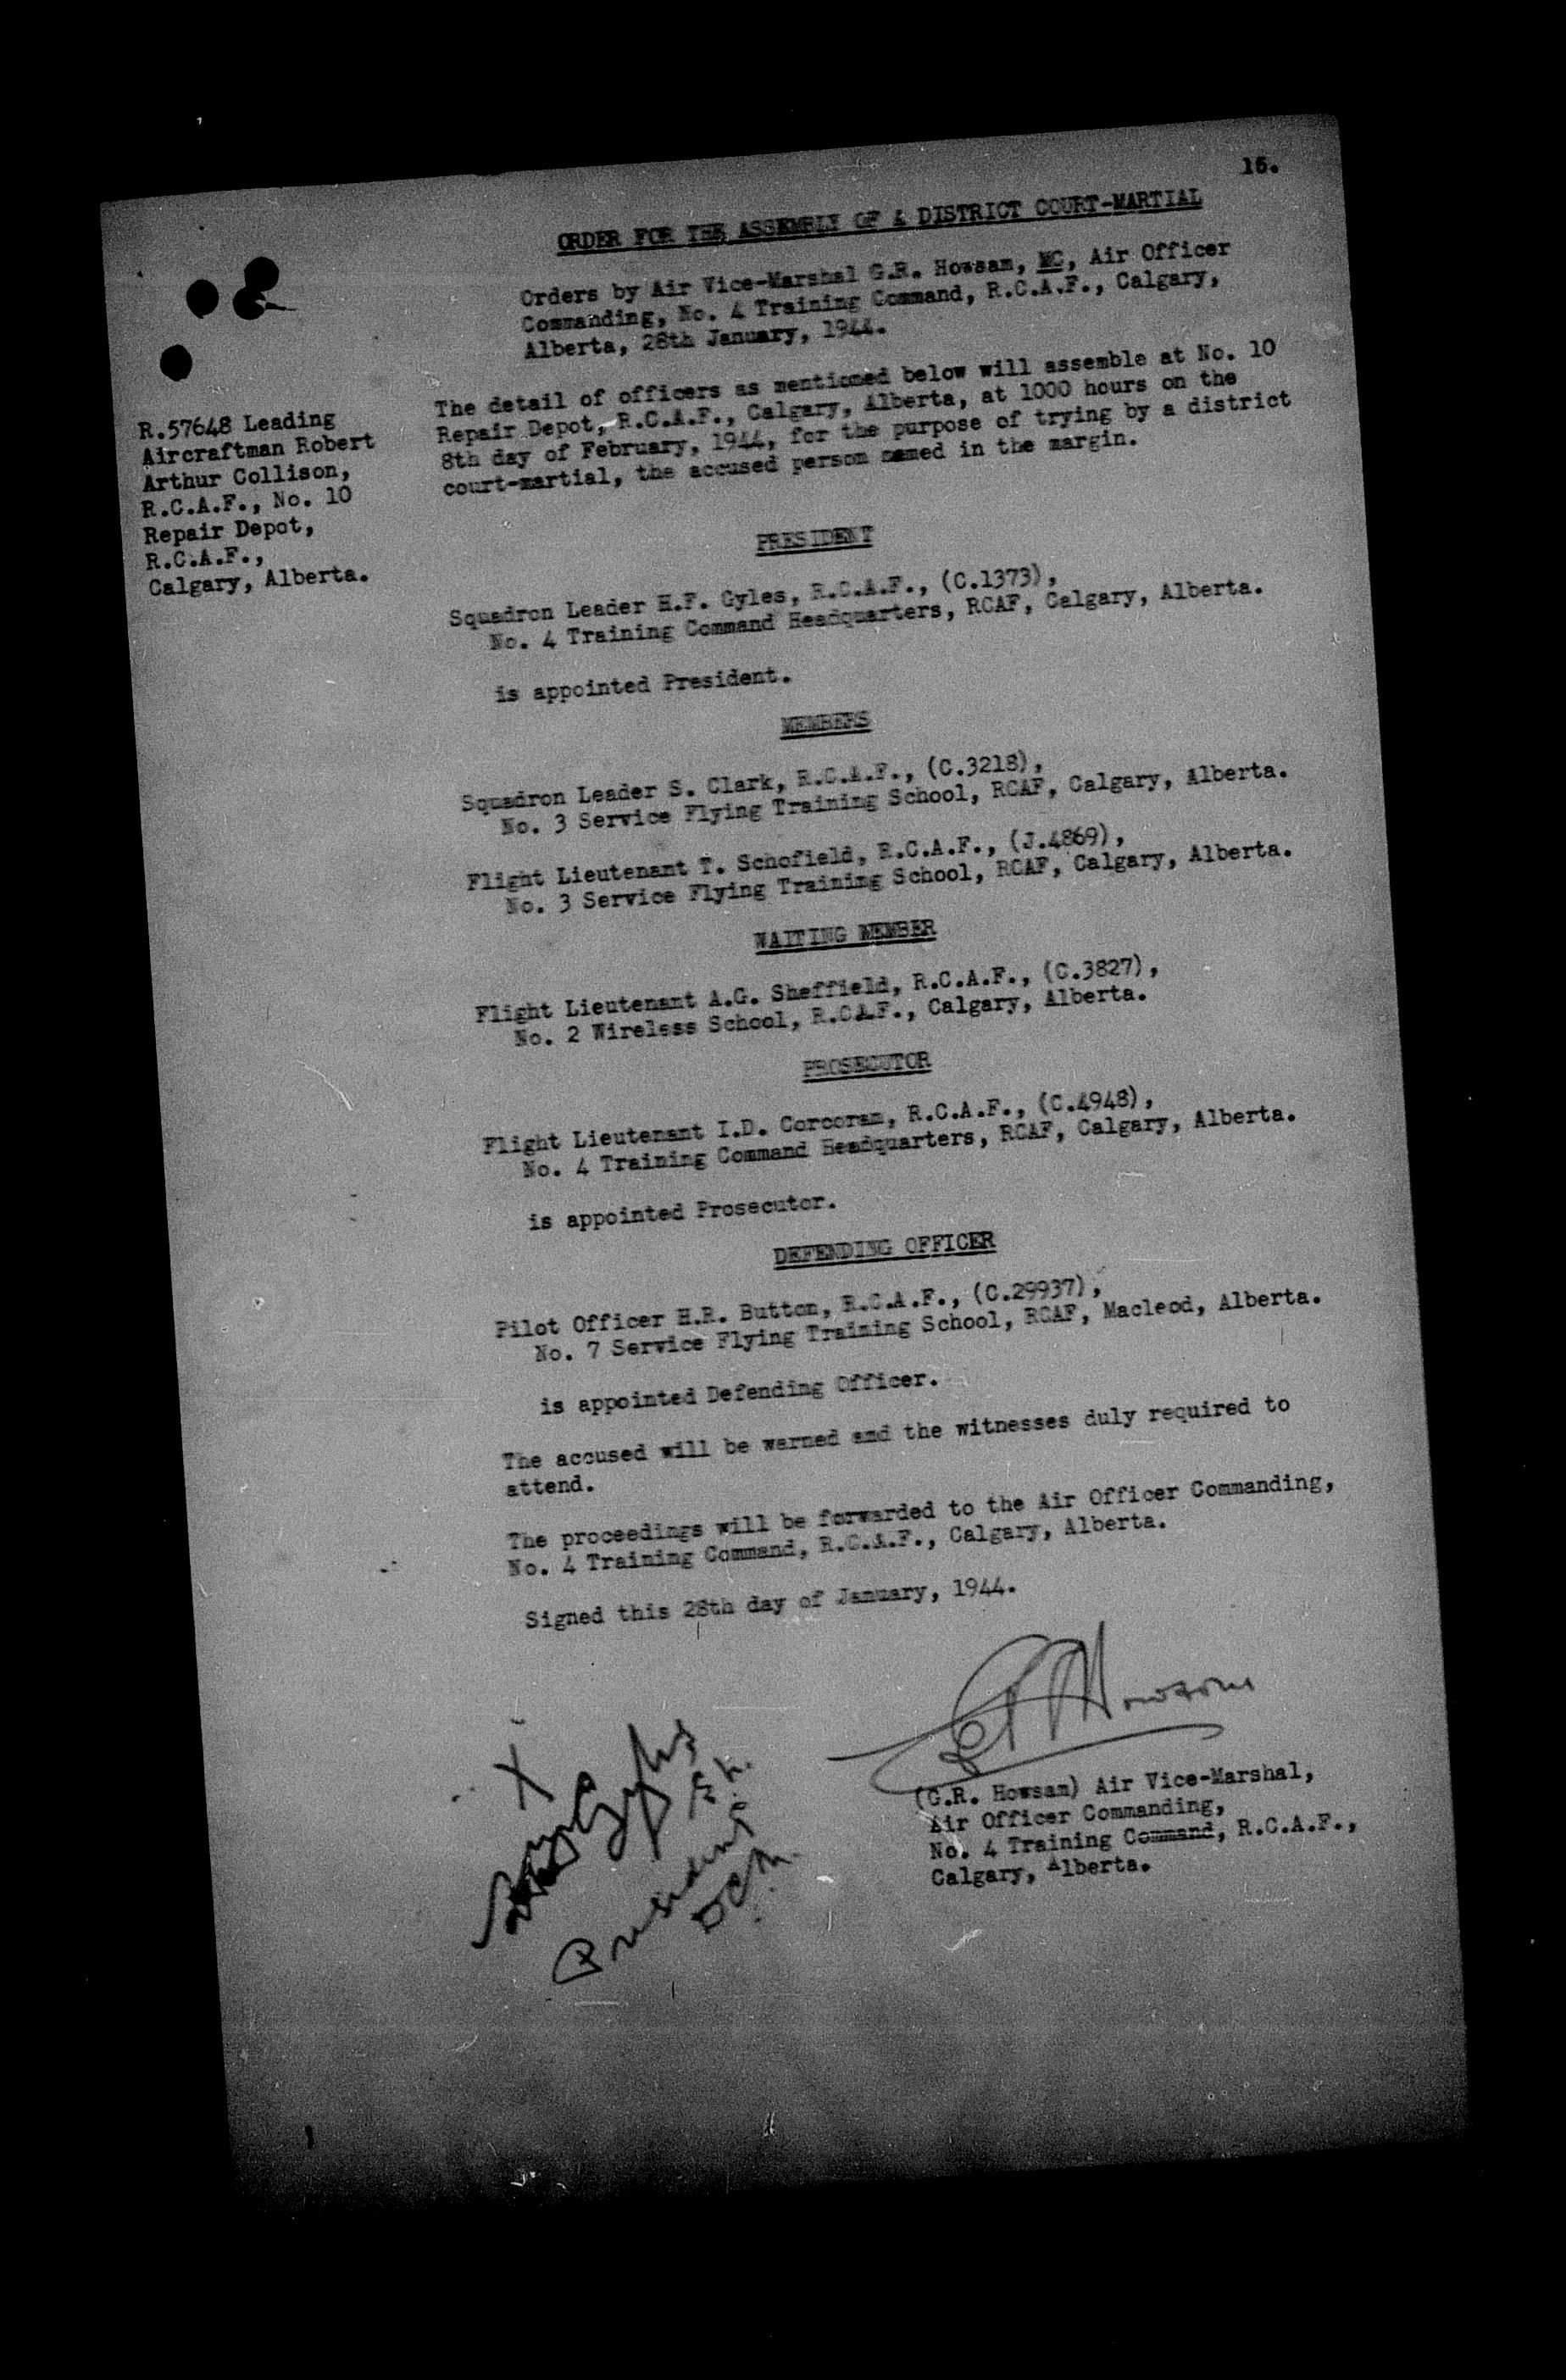 15.
ORDER FOR THE ASSEMBLY OF A DISTRICT COURT-MARTIAL
Orders by Air Vice-Marshal G.R. Howsam, MC, Air Officer
Commanding, No. 4 Training Command, R.C.A.F., Calgary,
Alberta, 28th January, 1944.
R.57648 Leading
Aircraftman Robert
Arthur Collison,
R.C.A.F., No. 10
Repair Depot,
R.C.A.F.,
Calgary, Alberta.
The detail of officers as mentioned below will assemble at No. 10
Repair Depot, R.C.A.F., Calgary, Alberta, at 1000 hours on the
8th day of February, 1944, for the purpose of trying by a district
court-martial, the accused person named in the margin.
PRESIDENT
Squadron Leader H.F. Gyles, R.C.A.F., (C.1373),
No. 4 Training Command Headquarters, RCAF, Calgary, Alberta.
is appointed President.
MEMBERS
Squadron Leader S. Clark, R.C.A.F., (C.3218),
No. 3 Service Flying Training School, RCAF, Calgary, Alberta.
Flight Lieutenant T. Schofield, R.C.A.F., (J.4869),
No. 3 Service Flying Training School, RCAF, Calgary, Alberta.
WAITING MEMBER
Flight Lieutenant A.G. Sheffield, R.C.A.F., (C.3827),
No. 2 Wireless School, R.C.A.F., Calgary, Alberta.
PROSECUTOR
Flight Lieutenant I.D. Corcoran, R.C.A.F., (C.4948),
No. 4 Training Command Headquarters, RCAF, Calgary, Alberta.
is appointed Prosecutor.
DEFENDING OFFICER
Pilot Officer H.R. Button, R.C.A.F., (C.29937),
No. 7 Service Flying Training School, RCAF, Macleod, Alberta.
is appointed Defending Officer.
The accused will be warned and the witnesses duly required to
attend.
The proceedings will be forwarded to the Air Officer Commanding,
No. 4 Training Command, R.C.A.F., Calgary, Alberta.
Signed this 28th day of January, 1944.
X
Gyles
S/L.
President
DCM.
GR Howsam
(G.R. Howsam) Air Vice-Marshal,
Air Officer Commanding,
No. 4 Training Command, R.C.A.F.,
Calgary, Alberta.